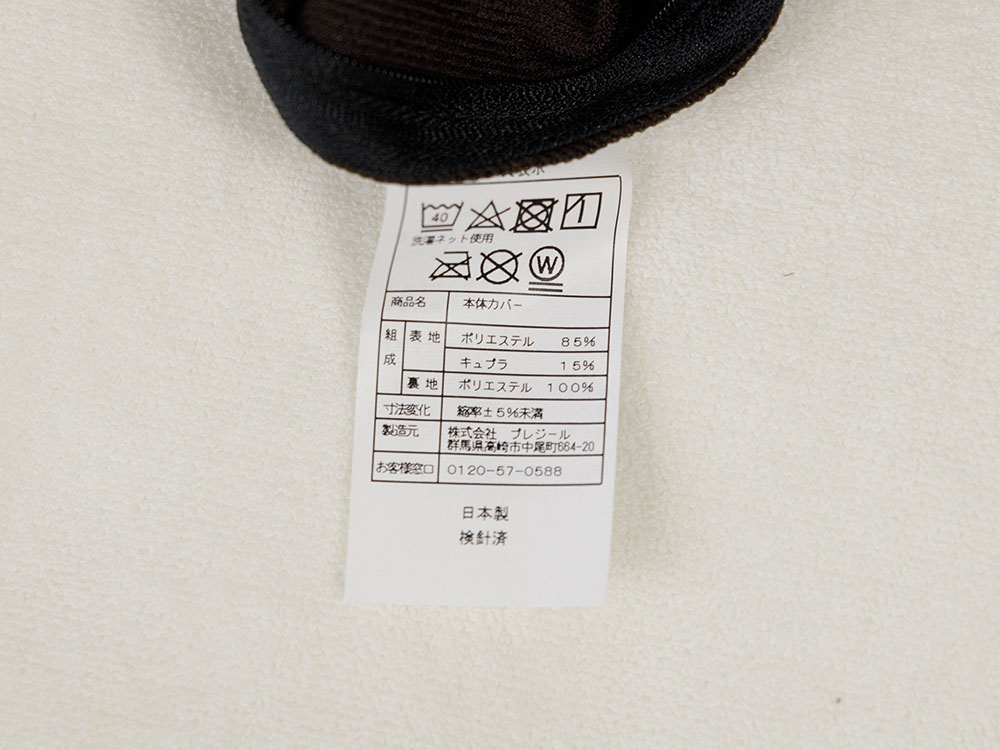 40
洗濯ネット使用
W
商品名 本体カバー
組成 表地 ポリエステル 85%
キュプラ 15%
裏地 ポリエステル 100%
寸法変化 縮率±5%未満
製造元 株式会社 プレジール
群馬県高崎市中尾町664-20
お客様窓口 0120-57-0588
日本製
検針済